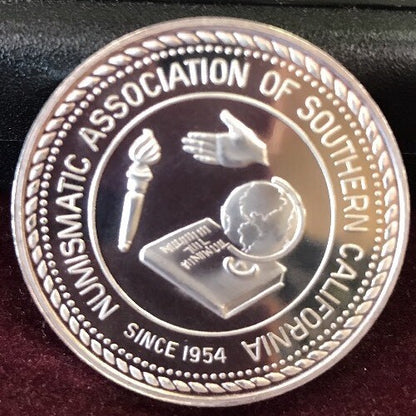 NUMISMATIC ASSOCIATION OF SOUTHERN CALIFORNIA
SINCE 1954